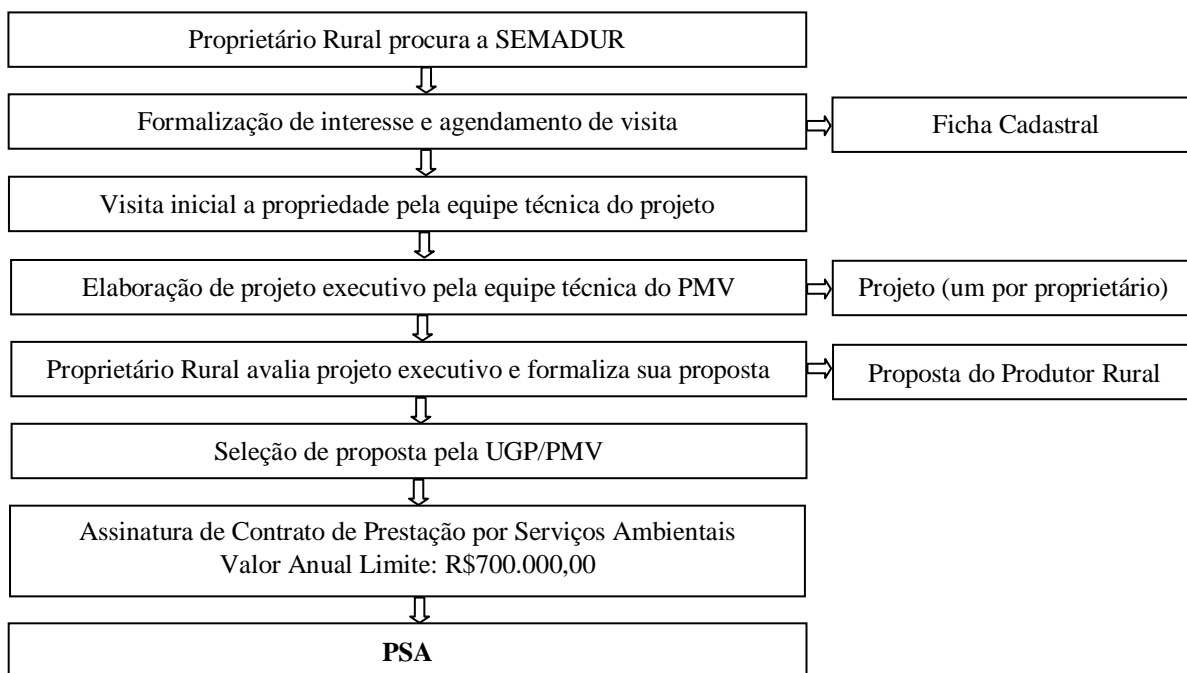 Proprietário Rural procura a SEMADUR
Formalização de interesse e agendamento de visita
Ficha Cadastral
Visita inicial a propriedade pela equipe técnica do projeto
Elaboração de projeto executivo pela equipe técnica do PMV
Projeto (um por proprietário)
Proprietário Rural avalia projeto executivo e formaliza sua proposta
Proposta do Produtor Rural
Seleção de proposta pela UGP/PMV
Assinatura de Contrato de Prestação por Serviços Ambientais
Valor Anual Limite: R$700.000,00
PSA